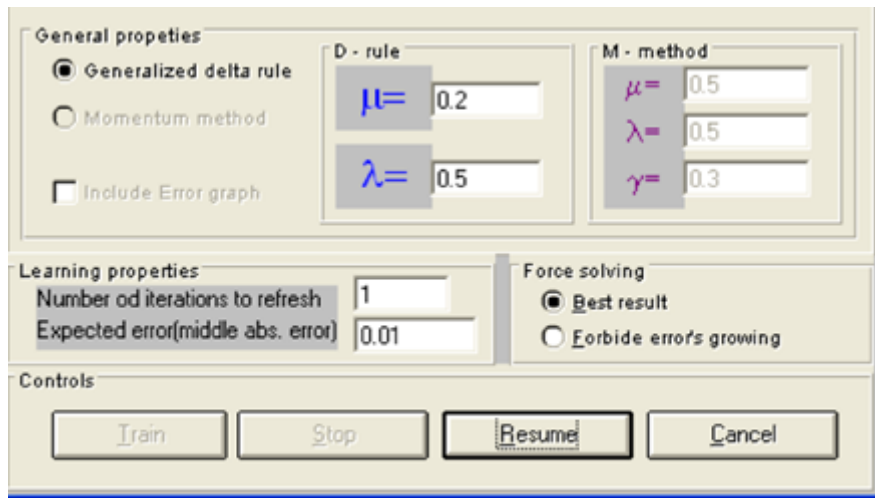 General propeties
Generalized delta rule
Momentum method
Include Error graph
D - rule
μ= 0.2
λ= 0.5
M - method
μ= 0.5
λ= 0.5
γ= 0.3
Learning properties
Number od iterations to refresh 1
Expected error(middle abs. error) 0.01
Force solving
Best result
Forbide error's growing
Controls
Train Stop Resume Cancel